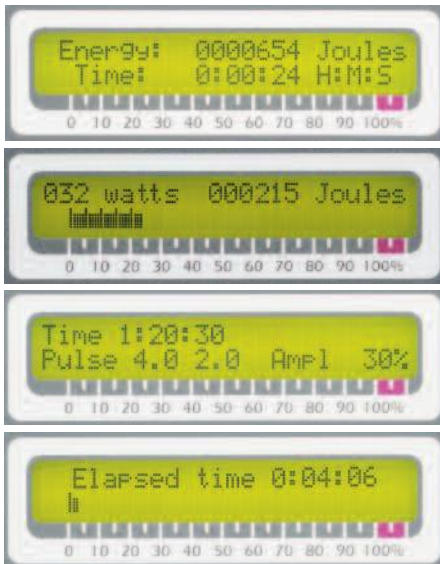 Energy: 0000654 Joules
Time: 0:00:24 H:M:S
0 10 20 30 40 50 60 70 80 90 100%
032 watts 000215 Joules
0 10 20 30 40 50 60 70 80 90 100%
Time 1:20:30
Pulse 4.0 2.0 Ampl 30%
0 10 20 30 40 50 60 70 80 90 100%
Elapsed time 0:04:06
0 10 20 30 40 50 60 70 80 90 100%